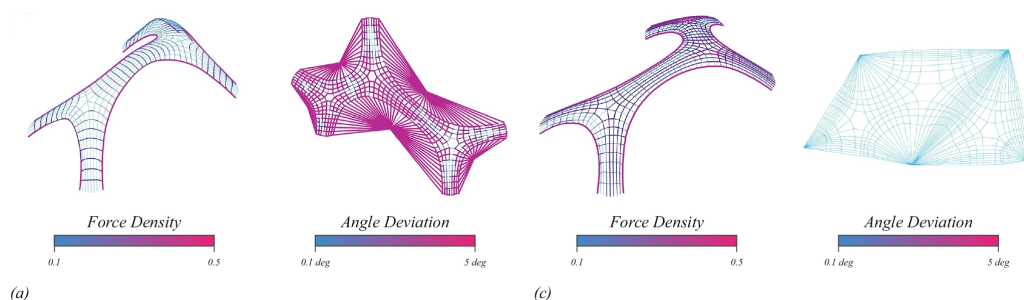 Force Density
0.1 0.5
Angle Deviation
0.1 deg 5 deg
Force Density
0.1 0.5
Angle Deviation
0.1 deg 5 deg
(a)
(c)